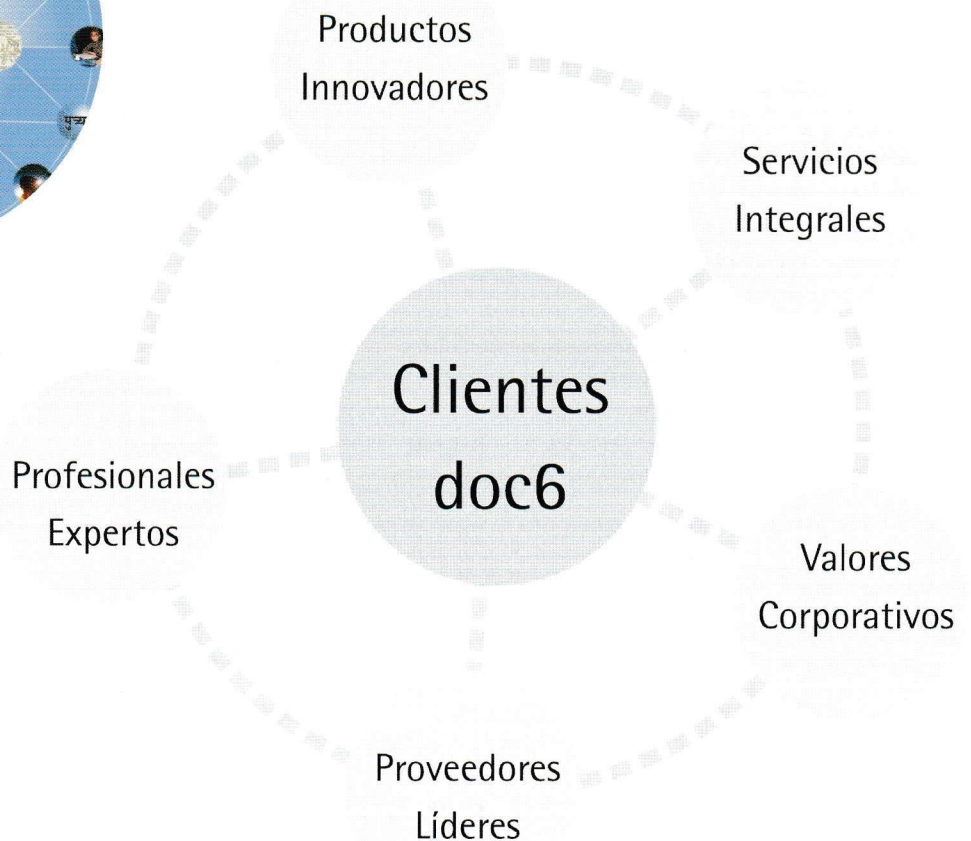 Productos
Innovadores
Servicios
Integrales
Clientes
doc6
Profesionales
Expertos
Valores
Corporativos
Proveedores
Líderes